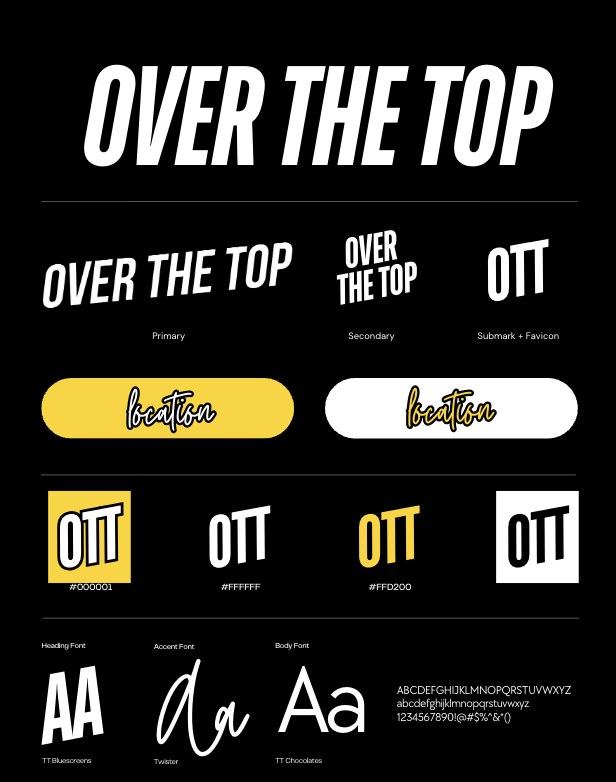 OVER THE TOP
OVER THE TOP
OVER
THE TOP
OTT
Primary
Secondary
Submark + Favicon
location
location
OTT
OTT
OTT
OTT
#000001
#FFFFFF
#FFD200
Heading Font
Accent Font
Body Font
AA
da
Aa
ABCDEFGHIJKLMNOPQRSTUVWXYZ
abcdefghijklmnopqrstuvwxyz
1234567890!@#$%^&*()
TT Bluescreens
Twister
TT Chocolates